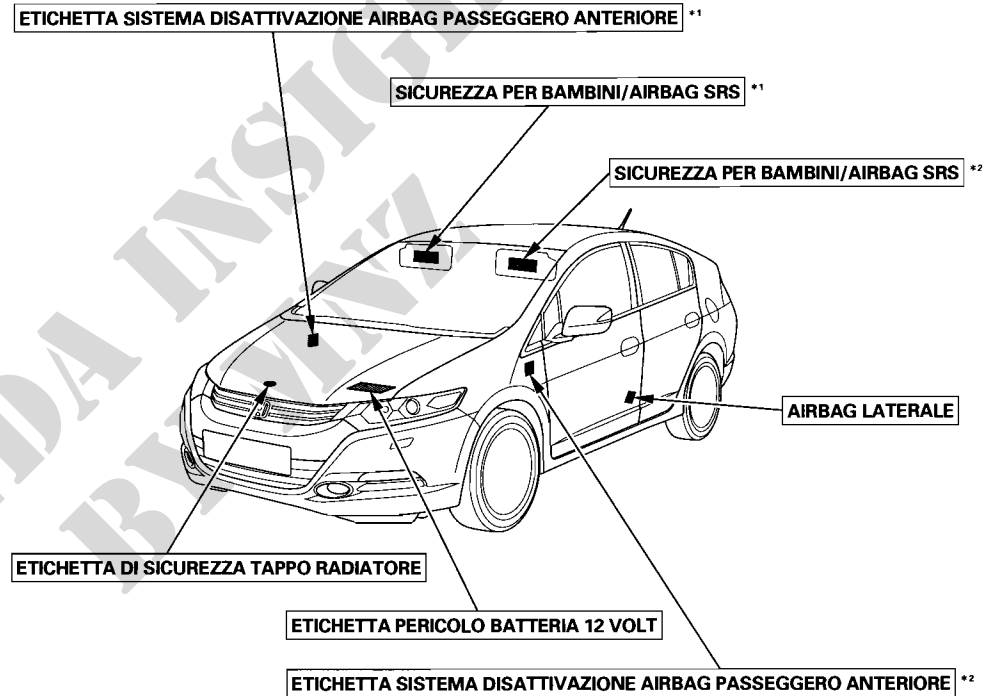 ETICHETTA SISTEMA DISATTIVAZIONE AIRBAG PASSEGGERO ANTERIORE *1
SICUREZZA PER BAMBINI/AIRBAG SRS *1
SICUREZZA PER BAMBINI/AIRBAG SRS *2
AIRBAG LATERALE
ETICHETTA DI SICUREZZA TAPPO RADIATORE
ETICHETTA PERICOLO BATTERIA 12 VOLT
ETICHETTA SISTEMA DISATTIVAZIONE AIRBAG PASSEGGERO ANTERIORE *2